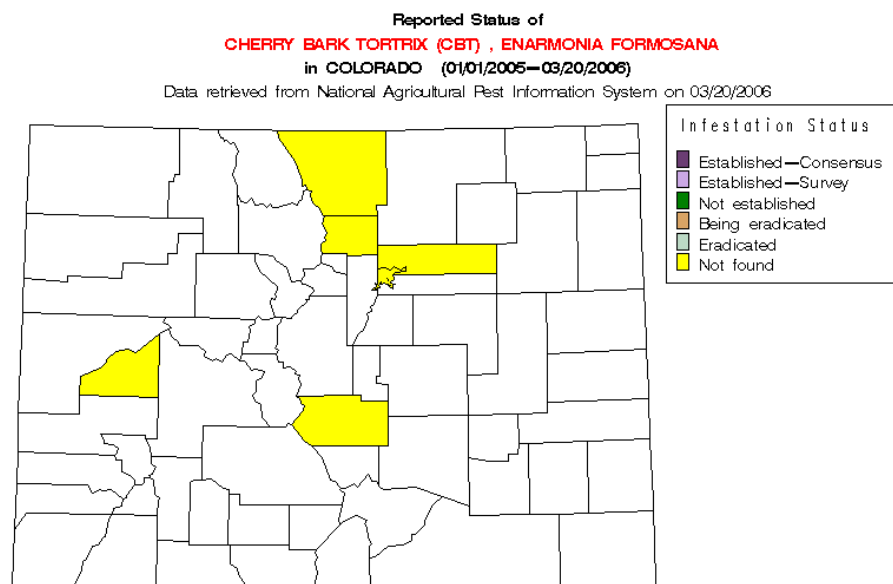 Reported Status of
CHERRY BARK TORTRIX (CBT) , ENARMONIA FORMOSANA
in COLORADO (01/01/2005—03/20/2006)
Data retrieved from National Agricultural Pest Information System on 03/20/2006
Infestation Status
Established—Consensus
Established—Survey
Not established
Being eradicated
Eradicated
Not found